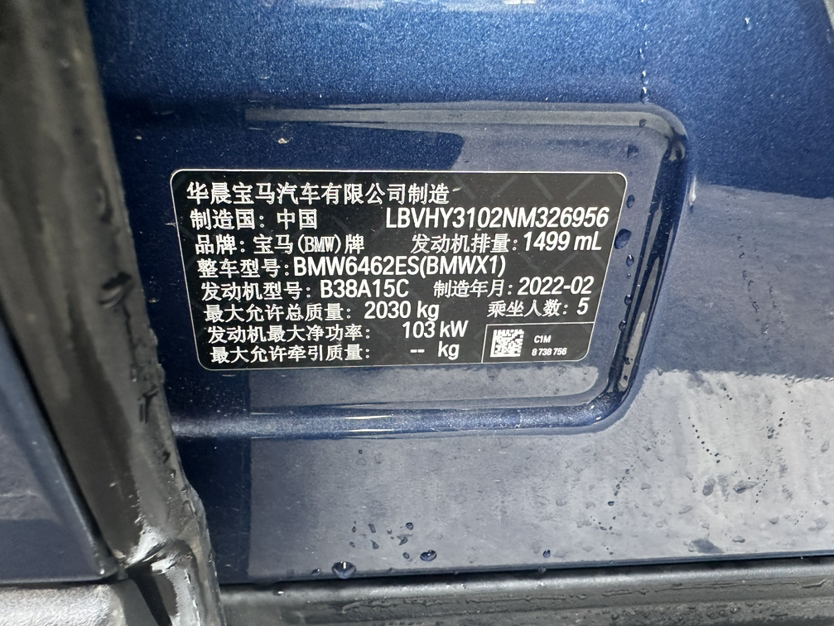 华晨宝马汽车有限公司制造
制造国: 中国 LBVHY3102NM326956
品牌: 宝马(BMW)牌 发动机排量: 1499 mL
整车型号: BMW6462ES(BMWX1)
发动机型号: B38A15C 制造年月: 2022-02
最大允许总质量: 2030 kg 乘坐人数: 5
发动机最大净功率: 103 kW
最大允许牵引质量: -- kg
C1M
8 738 756